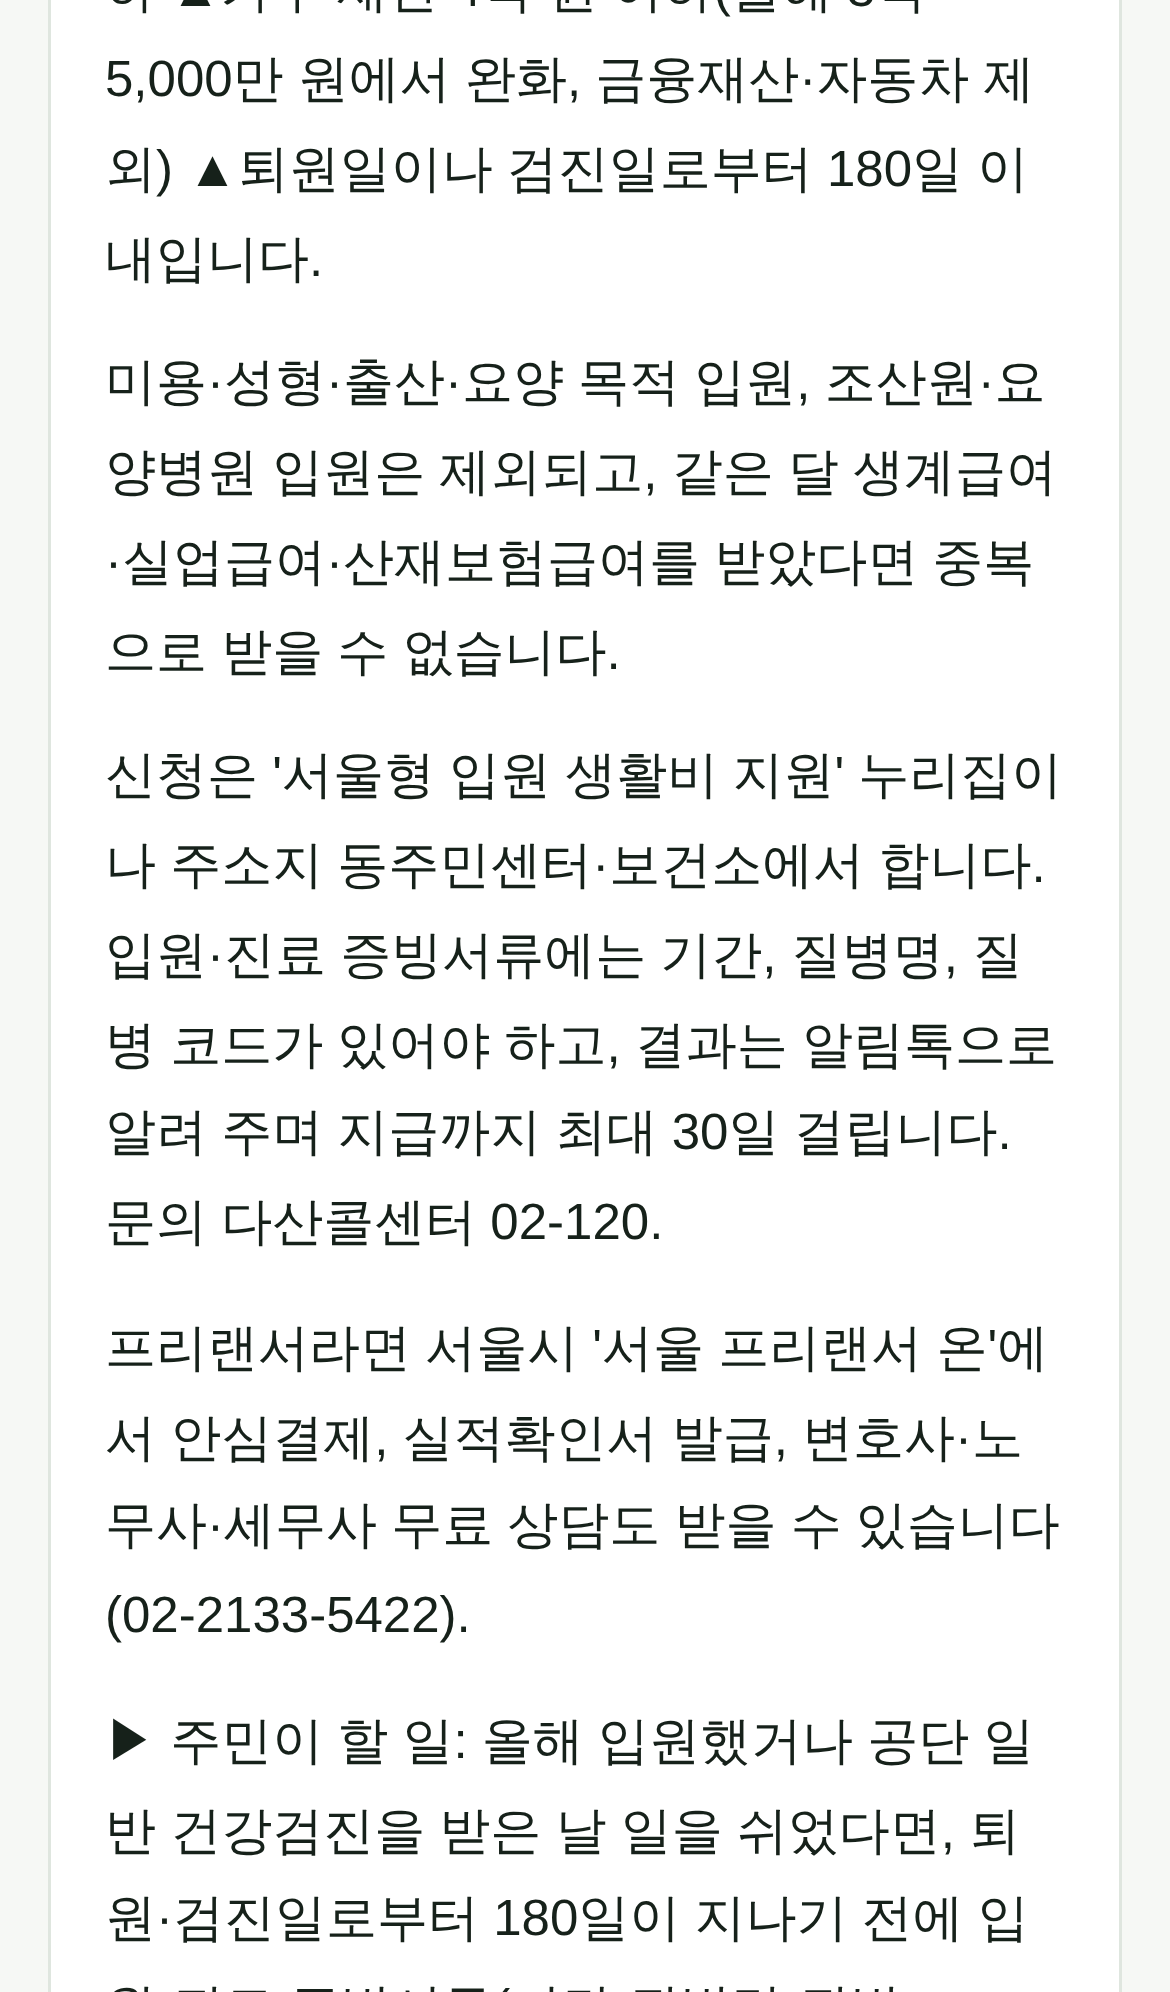 5,000만 원에서 완화, 금융재산·자동차 제
외) ▲퇴원일이나 검진일로부터 180일 이
내입니다.
미용·성형·출산·요양 목적 입원, 조산원·요
양병원 입원은 제외되고, 같은 달 생계급여
·실업급여·산재보험급여를 받았다면 중복
으로 받을 수 없습니다.
신청은 '서울형 입원 생활비 지원' 누리집이
나 주소지 동주민센터·보건소에서 합니다.
입원·진료 증빙서류에는 기간, 질병명, 질
병 코드가 있어야 하고, 결과는 알림톡으로
알려 주며 지급까지 최대 30일 걸립니다.
문의 다산콜센터 02-120.
프리랜서라면 서울시 '서울 프리랜서 온'에
서 안심결제, 실적확인서 발급, 변호사·노
무사·세무사 무료 상담도 받을 수 있습니다
(02-2133-5422).
▶ 주민이 할 일: 올해 입원했거나 공단 일
반 건강검진을 받은 날 일을 쉬었다면, 퇴
원·검진일로부터 180일이 지나기 전에 입